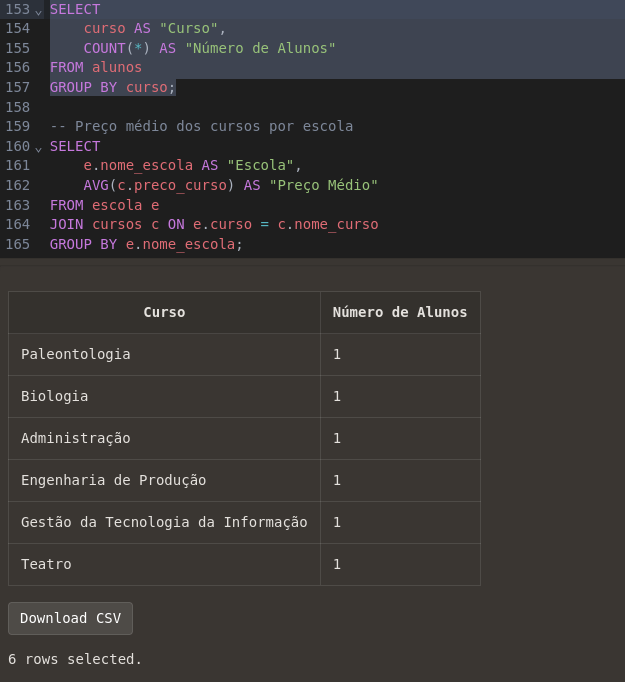 153 SELECT
154     curso AS "Curso",
155     COUNT(*) AS "Número de Alunos"
156 FROM alunos
157 GROUP BY curso;
158
159 -- Preço médio dos cursos por escola
160 SELECT
161     e.nome_escola AS "Escola",
162     AVG(c.preco_curso) AS "Preço Médio"
163 FROM escola e
164 JOIN cursos c ON e.curso = c.nome_curso
165 GROUP BY e.nome_escola;
Curso Número de Alunos
Paleontologia 1
Biologia 1
Administração 1
Engenharia de Produção 1
Gestão da Tecnologia da Informação 1
Teatro 1
Download CSV
6 rows selected.